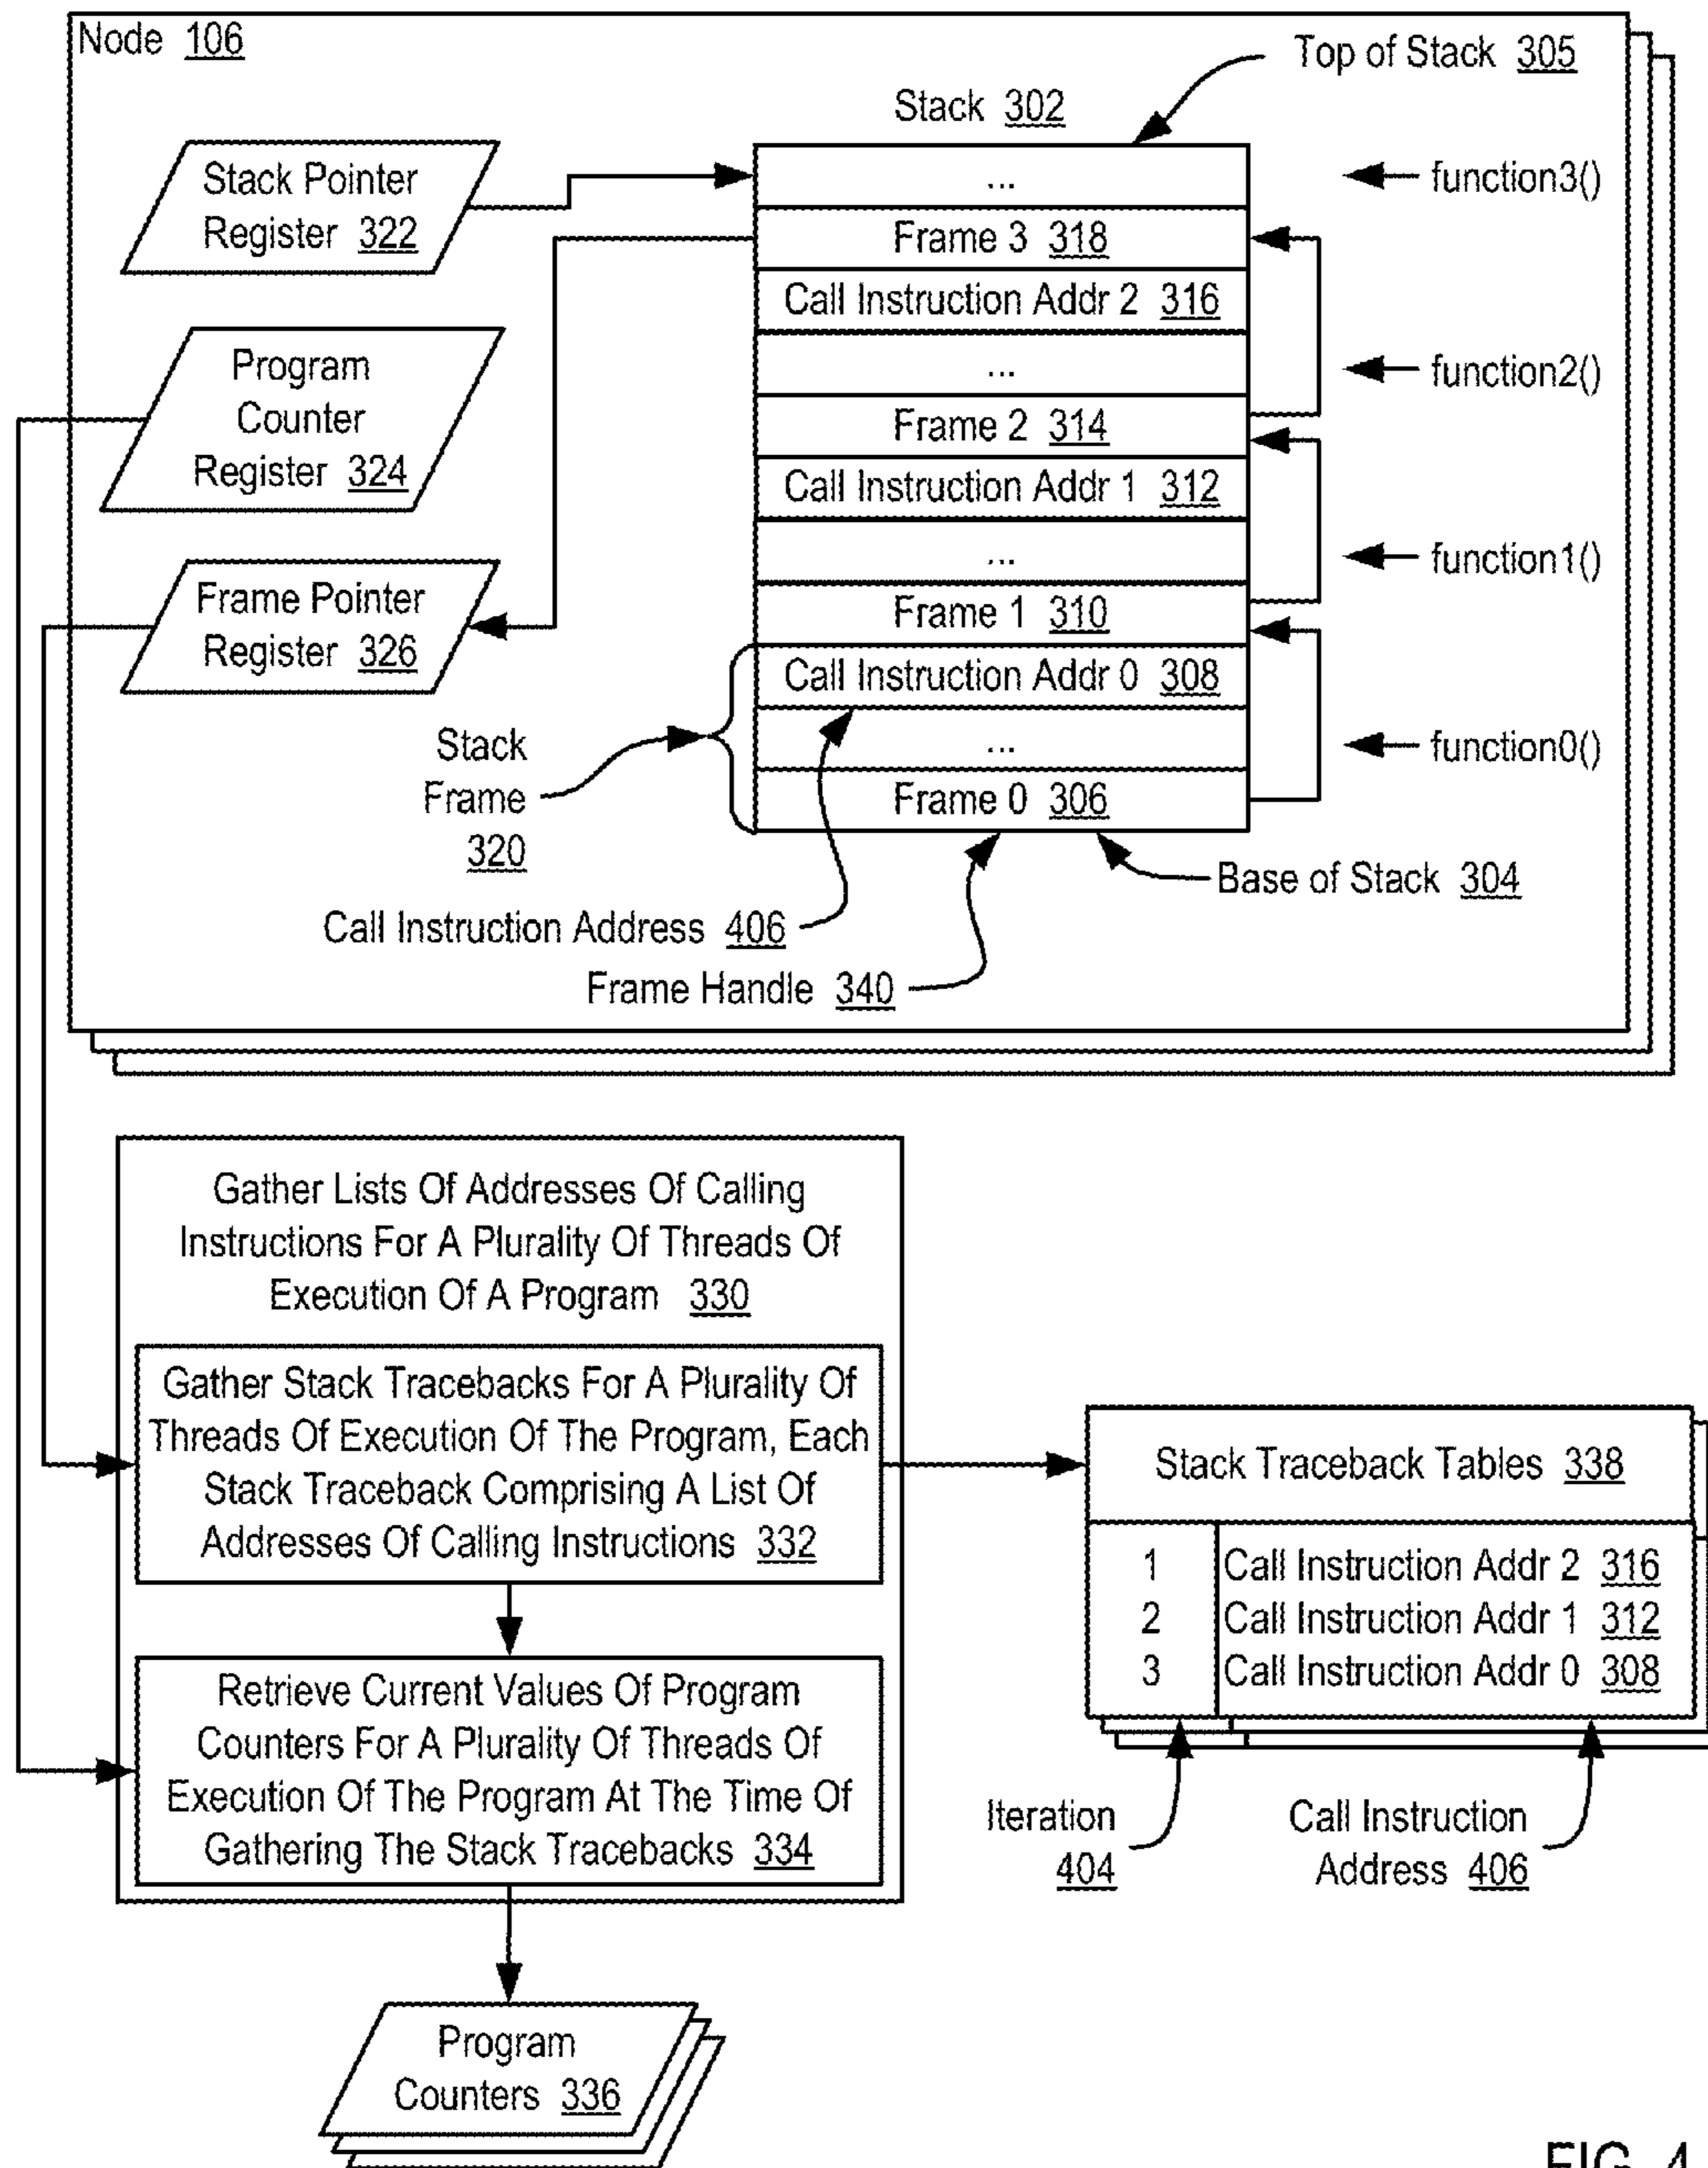 Node 106
Top of Stack 305
Stack 302
Stack Pointer
Register 322
...
function3()
Frame 3 318
Call Instruction Addr 2 316
Program
Counter
Register 324
...
function2()
Frame 2 314
Call Instruction Addr 1 312
...
function1()
Frame Pointer
Register 326
Frame 1 310
Call Instruction Addr 0 308
Stack
Frame
320
...
function0()
Frame 0 306
Base of Stack 304
Call Instruction Address 406
Frame Handle 340
Gather Lists Of Addresses Of Calling
Instructions For A Plurality Of Threads Of
Execution Of A Program 330
Gather Stack Tracebacks For A Plurality Of
Threads Of Execution Of The Program, Each
Stack Traceback Comprising A List Of
Addresses Of Calling Instructions 332
Stack Traceback Tables 338
1 Call Instruction Addr 2 316
2 Call Instruction Addr 1 312
3 Call Instruction Addr 0 308
Retrieve Current Values Of Program
Counters For A Plurality Of Threads Of
Execution Of The Program At The Time Of
Gathering The Stack Tracebacks 334
Iteration
404
Call Instruction
Address 406
Program
Counters 336
FIG. 4